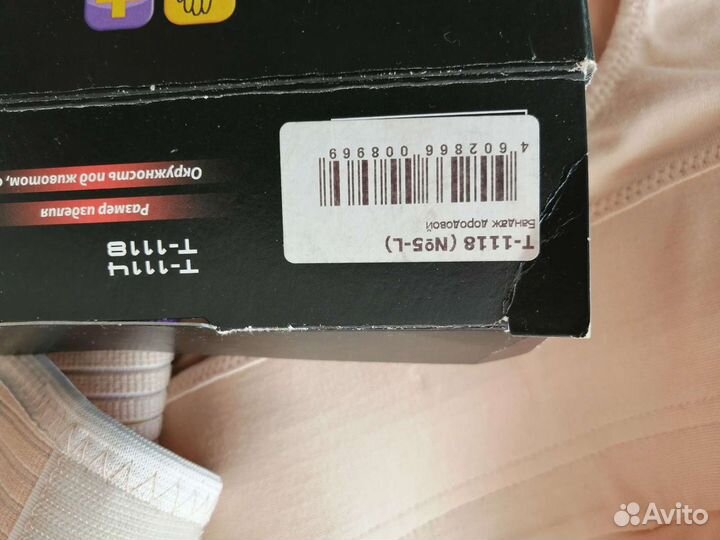 Т-1114
Т-1118
Размер изделия
Окружность под животом, с
Т-1118 (№5-L)
Бандаж дородовой
4 602866 008969
Avito